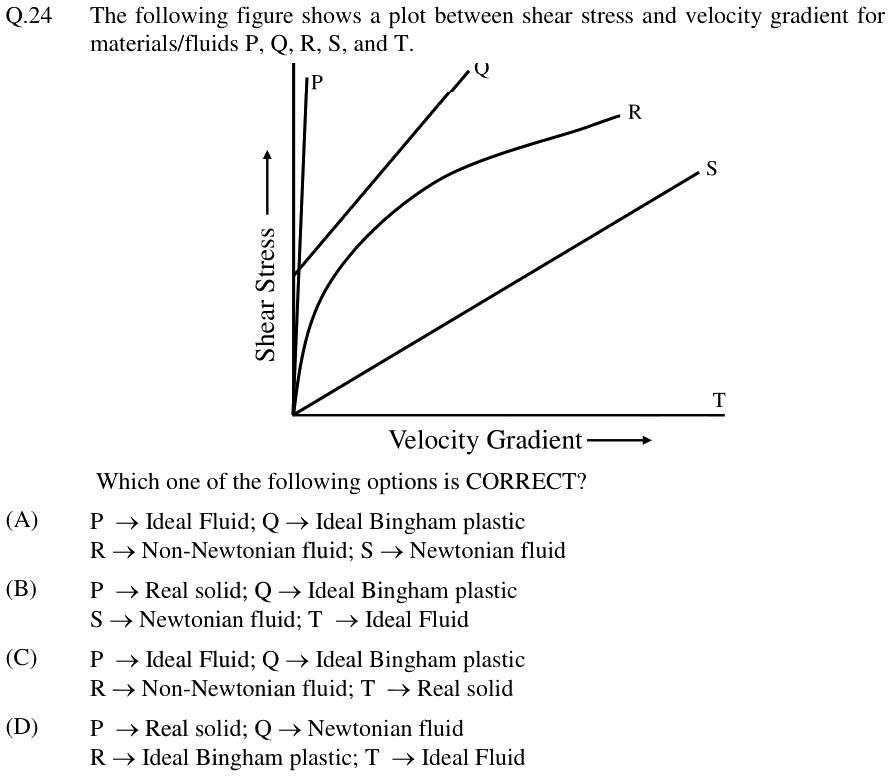 Q.24 The following figure shows a plot between shear stress and velocity gradient for
materials/fluids P, Q, R, S, and T.
P
Q
R
S
T
Shear Stress
Velocity Gradient
Which one of the following options is CORRECT?
(A) P → Ideal Fluid; Q → Ideal Bingham plastic
R → Non-Newtonian fluid; S → Newtonian fluid
(B) P → Real solid; Q → Ideal Bingham plastic
S → Newtonian fluid; T → Ideal Fluid
(C) P → Ideal Fluid; Q → Ideal Bingham plastic
R → Non-Newtonian fluid; T → Real solid
(D) P → Real solid; Q → Newtonian fluid
R → Ideal Bingham plastic; T → Ideal Fluid